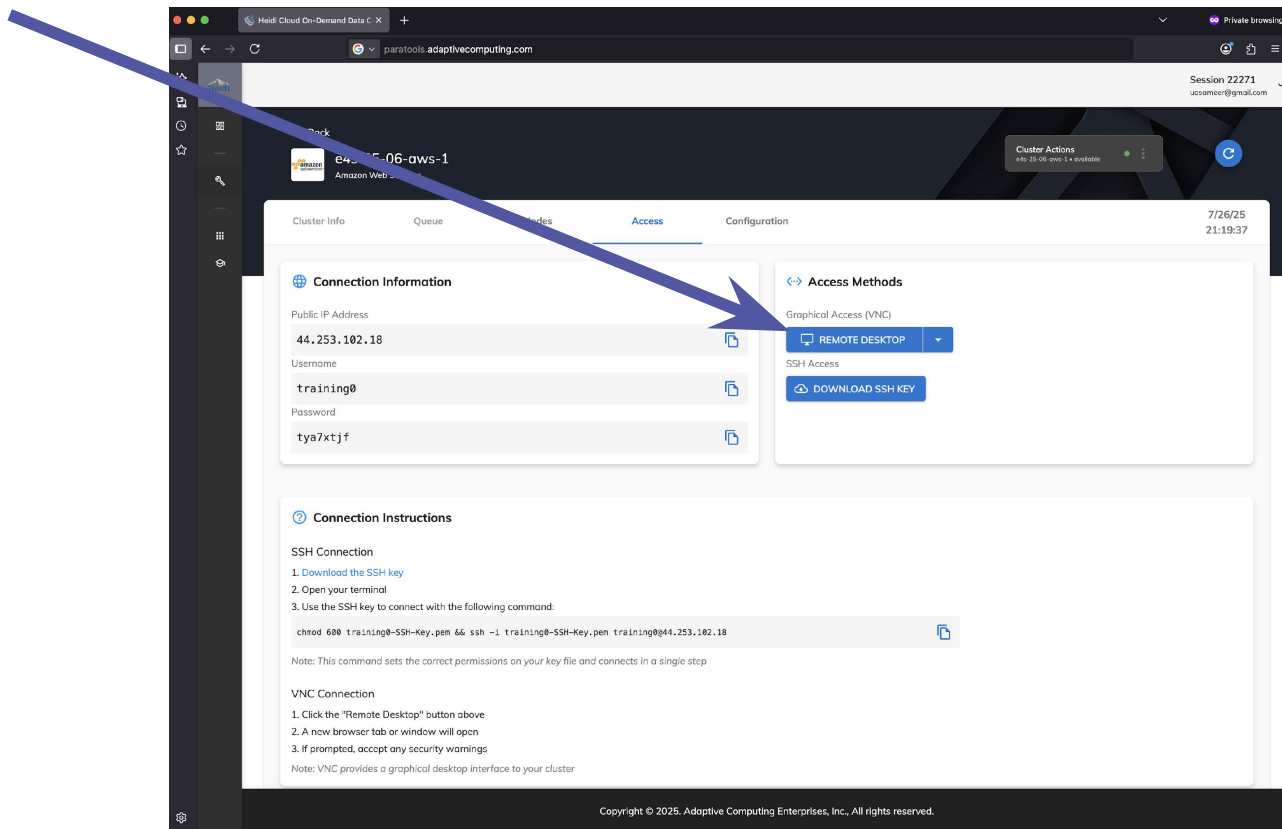 Heidi Cloud On-Demand Data C
Private browsing
paratools.adaptivecomputing.com
Session 22271
uosameer@gmail.com
Heidi
Back
amazon
webservices
e4s-25-06-aws-1
Amazon Web
Cluster Actions
e4s-25-06-aws-1 • available
Cluster Info
Queue
Nodes
Access
Configuration
7/26/25
21:19:37
Connection Information
Public IP Address
44.253.102.18
Username
training0
Password
tya7xtjf
Access Methods
Graphical Access (VNC)
REMOTE DESKTOP
SSH Access
DOWNLOAD SSH KEY
Connection Instructions
SSH Connection
1. Download the SSH key
2. Open your terminal
3. Use the SSH key to connect with the following command:
chmod 600 training0-SSH-Key.pem && ssh -i training0-SSH-Key.pem training0@44.253.102.18
Note: This command sets the correct permissions on your key file and connects in a single step
VNC Connection
1. Click the "Remote Desktop" button above
2. A new browser tab or window will open
3. If prompted, accept any security warnings
Note: VNC provides a graphical desktop interface to your cluster
Copyright © 2025. Adaptive Computing Enterprises, Inc., All rights reserved.